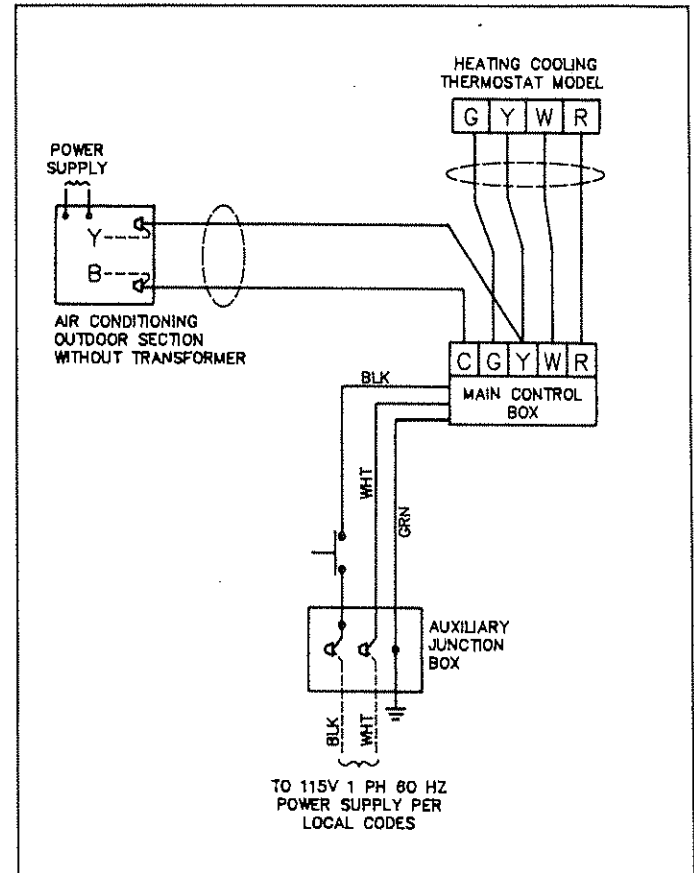 HEATING COOLING
THERMOSTAT MODEL
G Y W R
POWER
SUPPLY
Y
B
AIR CONDITIONING
OUTDOOR SECTION
WITHOUT TRANSFORMER
C G Y W R
MAIN CONTROL
BOX
BLK
WHT
GRN
AUXILIARY
JUNCTION
BOX
BLK
WHT
TO 115V 1 PH 60 HZ
POWER SUPPLY PER
LOCAL CODES